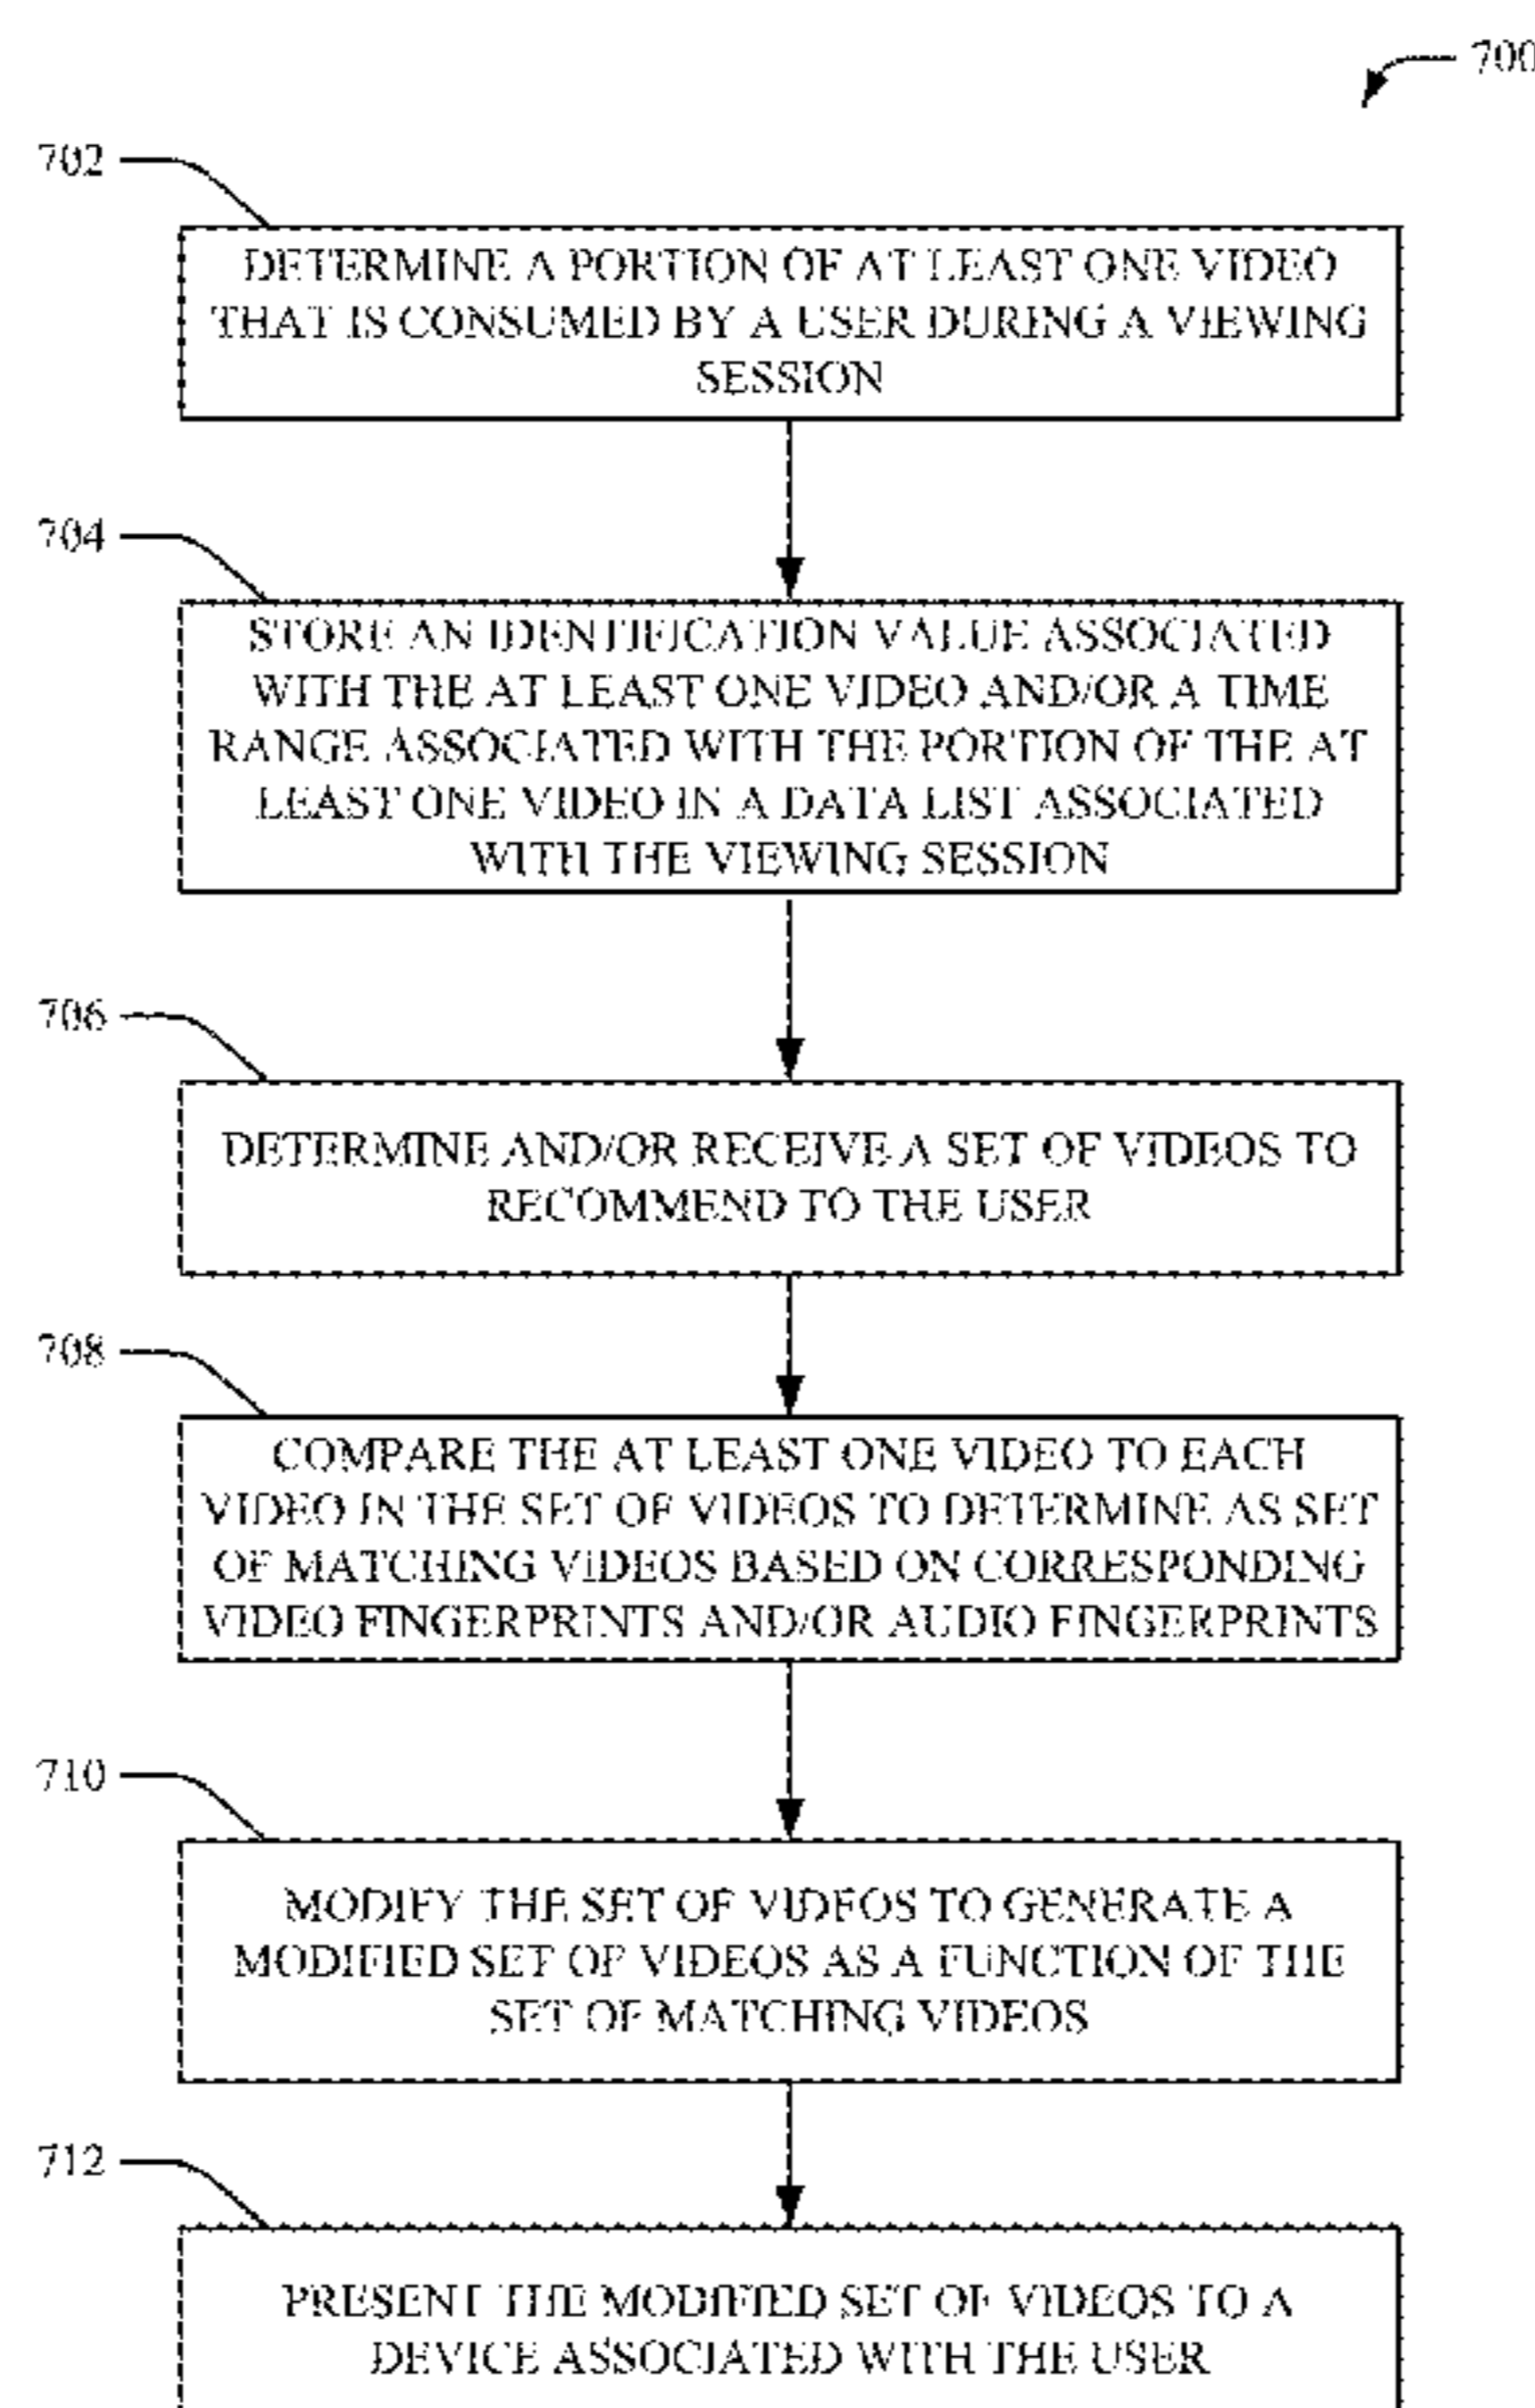 700
702
DETERMINE A PORTION OF AT LEAST ONE VIDEO
THAT IS CONSUMED BY A USER DURING A VIEWING
SESSION
704
STORE AN IDENTIFICATION VALUE ASSOCIATED
WITH THE AT LEAST ONE VIDEO AND/OR A TIME
RANGE ASSOCIATED WITH THE PORTION OF THE AT
LEAST ONE VIDEO IN A DATA LIST ASSOCIATED
WITH THE VIEWING SESSION
706
DETERMINE AND/OR RECEIVE A SET OF VIDEOS TO
RECOMMEND TO THE USER
708
COMPARE THE AT LEAST ONE VIDEO TO EACH
VIDEO IN THE SET OF VIDEOS TO DETERMINE AS SET
OF MATCHING VIDEOS BASED ON CORRESPONDING
VIDEO FINGERPRINTS AND/OR AUDIO FINGERPRINTS
710
MODIFY THE SET OF VIDEOS TO GENERATE A
MODIFIED SET OF VIDEOS AS A FUNCTION OF THE
SET OF MATCHING VIDEOS
712
PRESENT THE MODIFIED SET OF VIDEOS TO A
DEVICE ASSOCIATED WITH THE USER